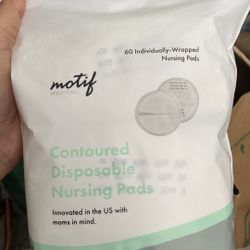 60 Individually-Wrapped
Nursing Pads
motif
Contoured
Disposable
Nursing Pads
Innovated in the US with
moms in mind.